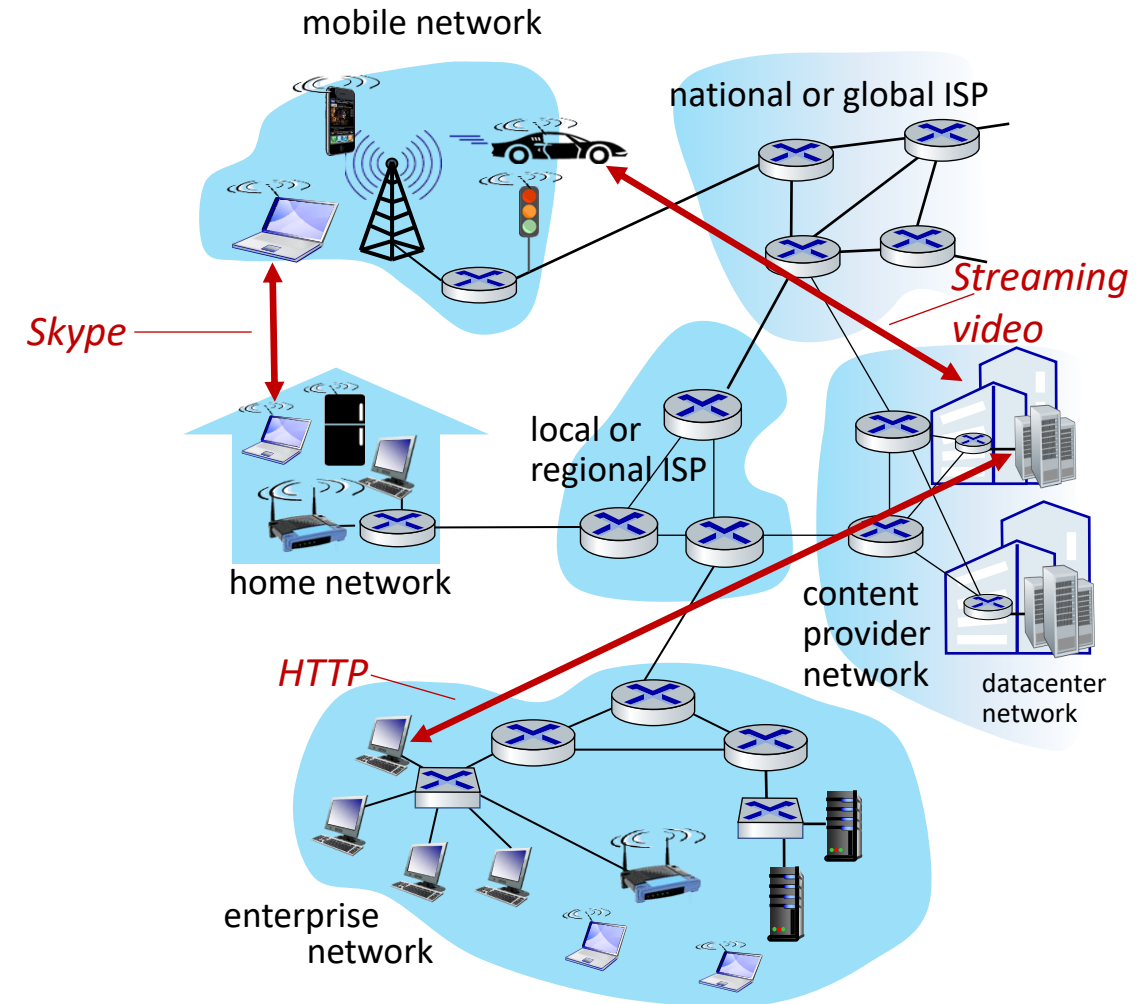 mobile network
national or global ISP
Streaming
video
Skype
local or
regional ISP
home network
content
provider
network
datacenter
network
HTTP
enterprise
network